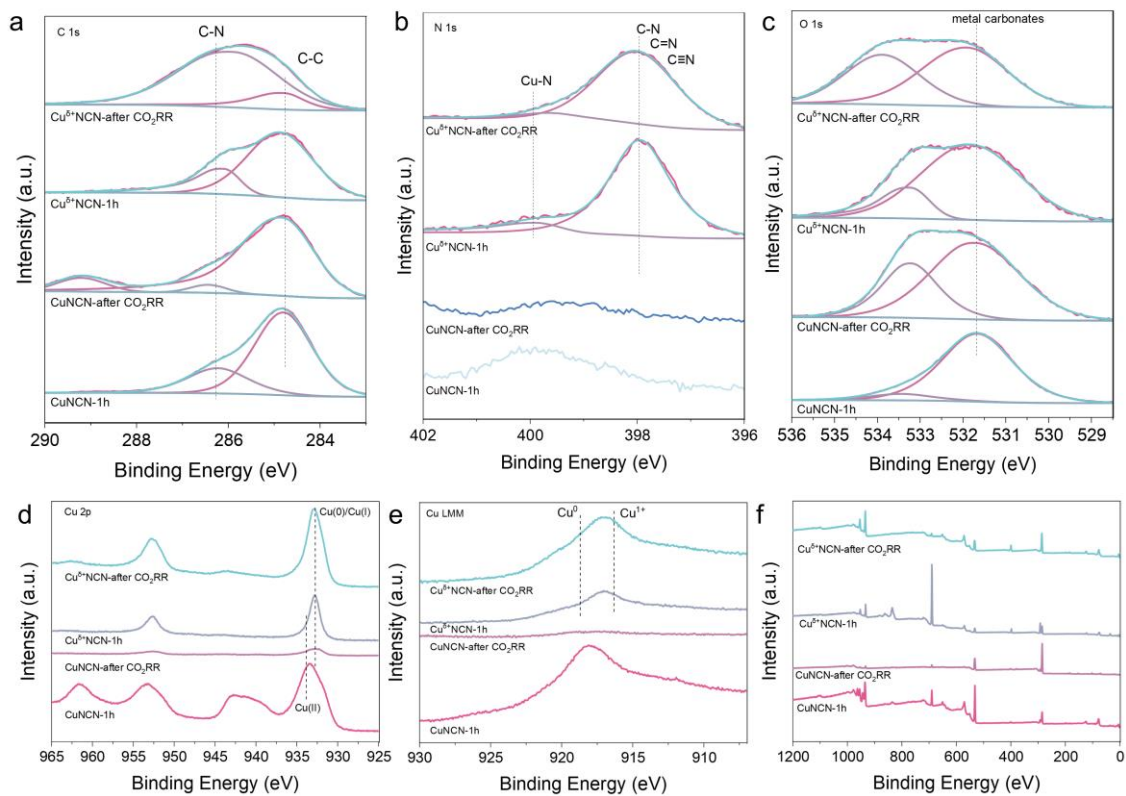 a
C 1s
C-N
C-C
Cuᵟ⁺NCN-after CO₂RR
Cuᵟ⁺NCN-1h
CuNCN-after CO₂RR
CuNCN-1h
Intensity (a.u.)
290 288 286 284
Binding Energy (eV)
b
N 1s
C-N
C=N
C≡N
Cu-N
Cuᵟ⁺NCN-after CO₂RR
Cuᵟ⁺NCN-1h
CuNCN-after CO₂RR
CuNCN-1h
Intensity (a.u.)
402 400 398 396
Binding Energy (eV)
c
O 1s
metal carbonates
Cuᵟ⁺NCN-after CO₂RR
Cuᵟ⁺NCN-1h
CuNCN-after CO₂RR
CuNCN-1h
Intensity (a.u.)
536 535 534 533 532 531 530 529
Binding Energy (eV)
d
Cu 2p
Cu(0)/Cu(I)
Cuᵟ⁺NCN-after CO₂RR
Cuᵟ⁺NCN-1h
CuNCN-after CO₂RR
Cu(II)
CuNCN-1h
Intensity (a.u.)
965 960 955 950 945 940 935 930 925
Binding Energy (eV)
e
Cu LMM
Cu⁰
Cu¹⁺
Cuᵟ⁺NCN-after CO₂RR
Cuᵟ⁺NCN-1h
CuNCN-after CO₂RR
CuNCN-1h
Intensity (a.u.)
930 925 920 915 910
Binding Energy (eV)
f
Cuᵟ⁺NCN-after CO₂RR
Cuᵟ⁺NCN-1h
CuNCN-after CO₂RR
CuNCN-1h
Intensity (a.u.)
1200 1000 800 600 400 200 0
Binding Energy (eV)